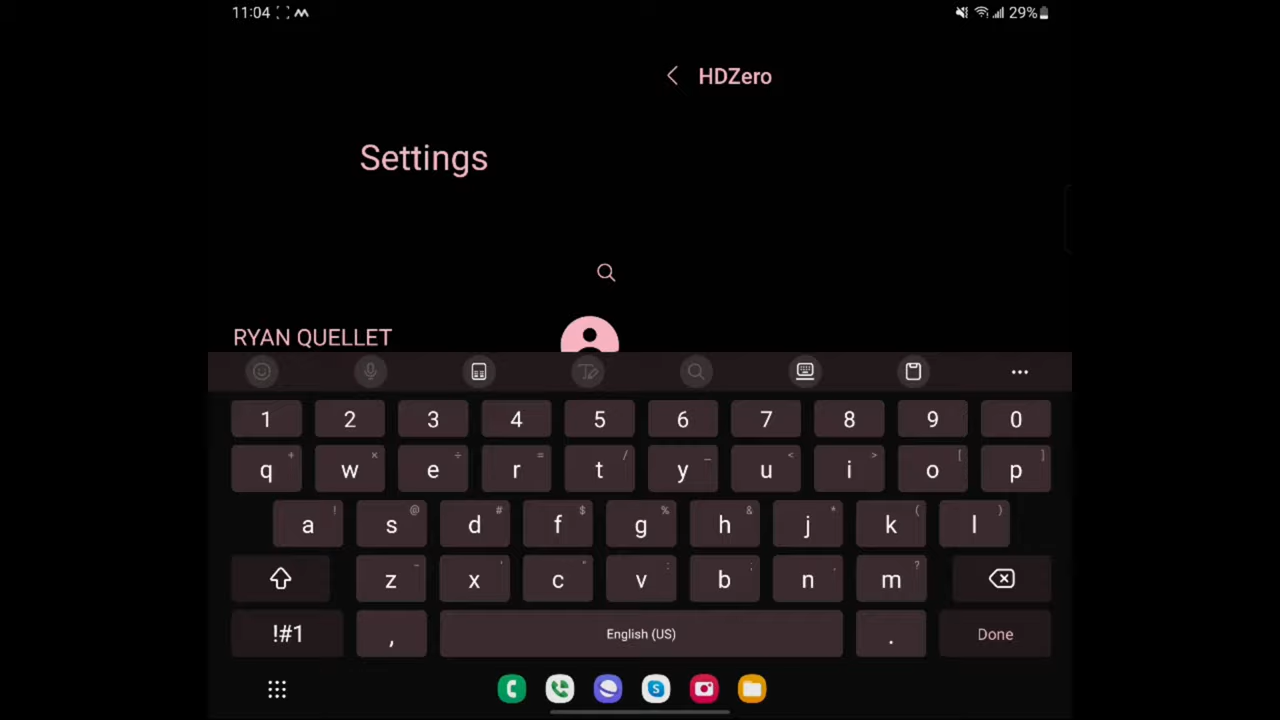 11:04
29%
HDZero
Settings
RYAN QUELLET
1 2 3 4 5 6 7 8 9 0
q + w × e ÷ r = t / y _ u < i > o [ p ]
a ! s @ d # f $ g % h & j * k ( l )
z - x ' c " v : b ; n , m ?
!#1 , English (US) . Done